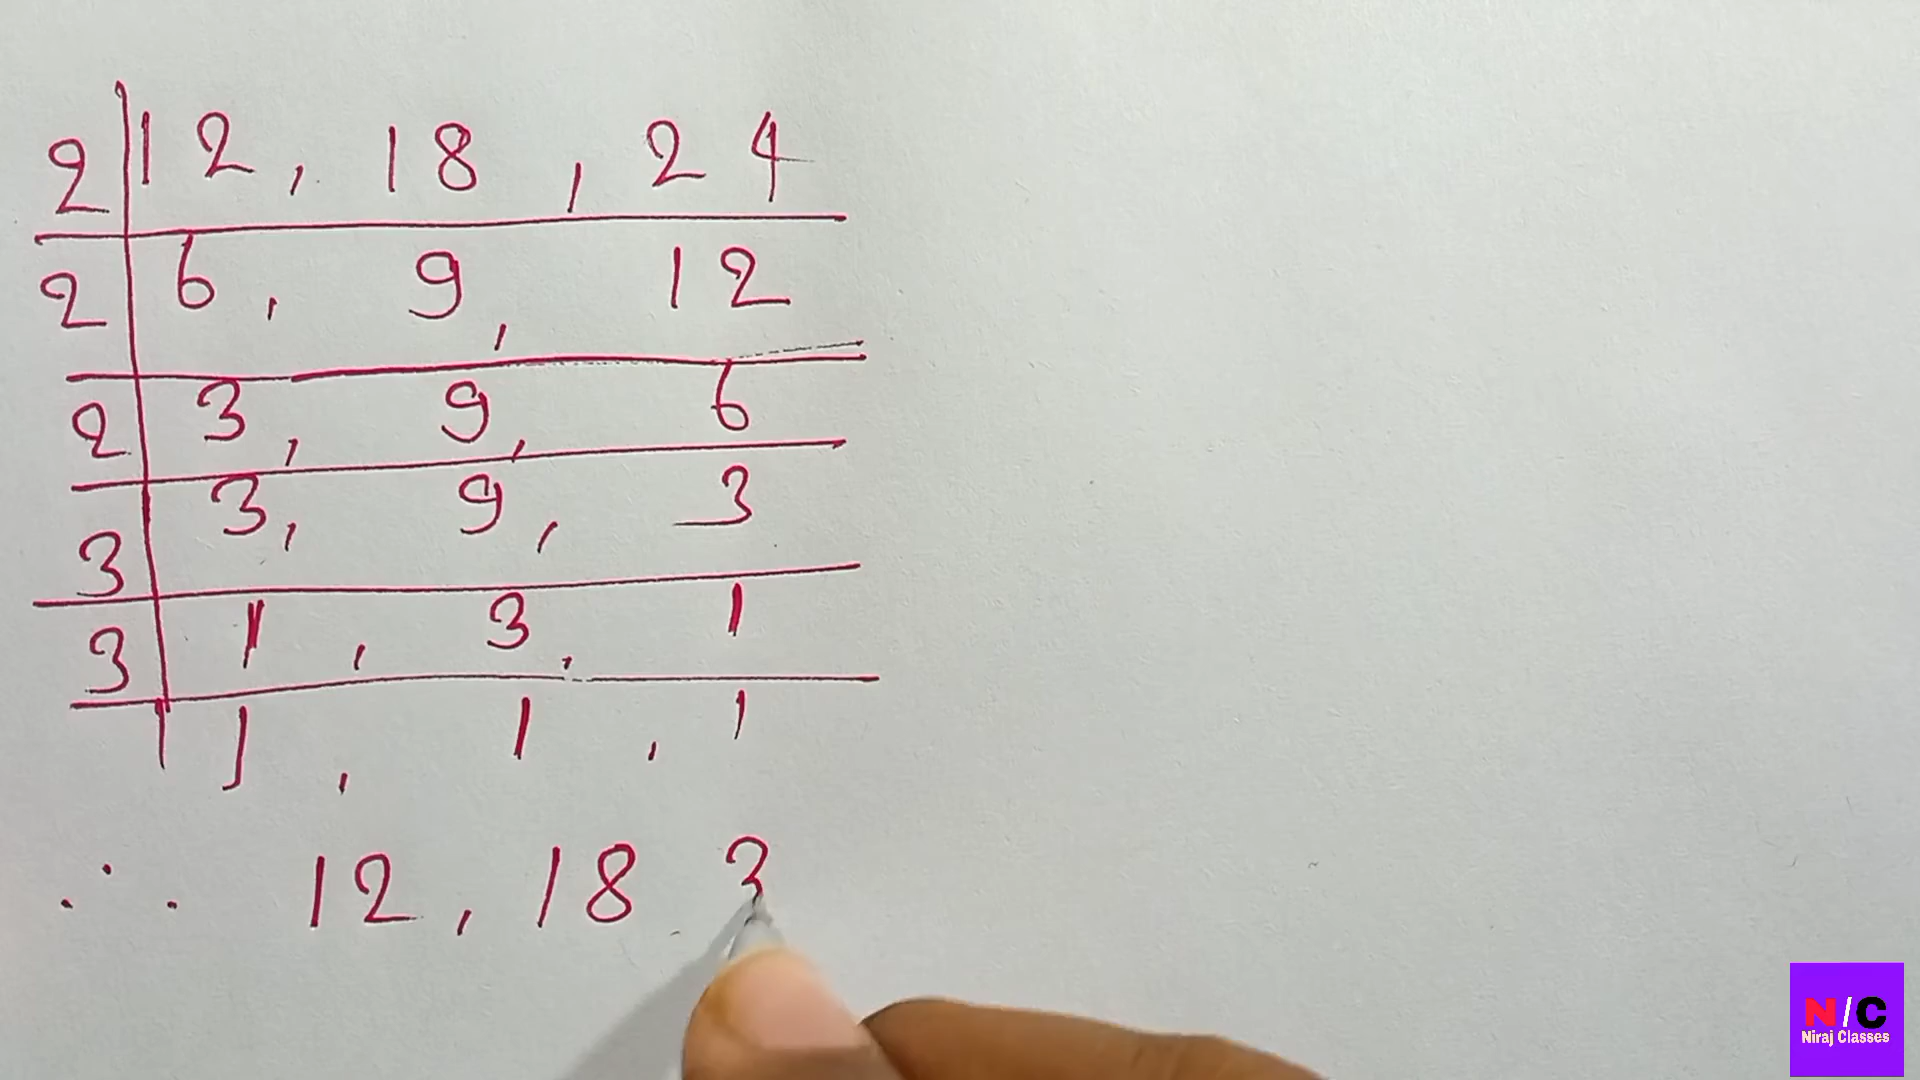 2 | 12, 18, 24
2 | 6, 9, 12
2 | 3, 9, 6
3 | 3, 9, 3
3 | 1, 3, 1
| 1, 1, 1
∴ 12, 18
N/C
Niraj Classes